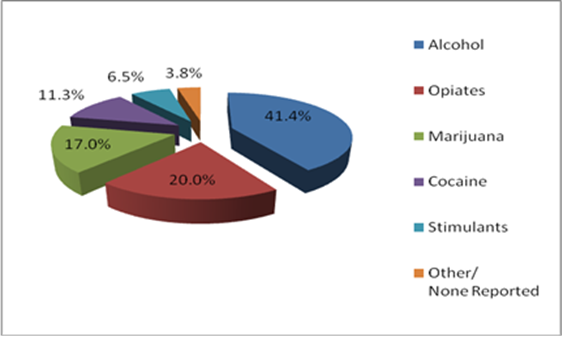 41.4%
20.0%
17.0%
11.3%
6.5%
3.8%
Alcohol
Opiates
Marijuana
Cocaine
Stimulants
Other/
None Reported